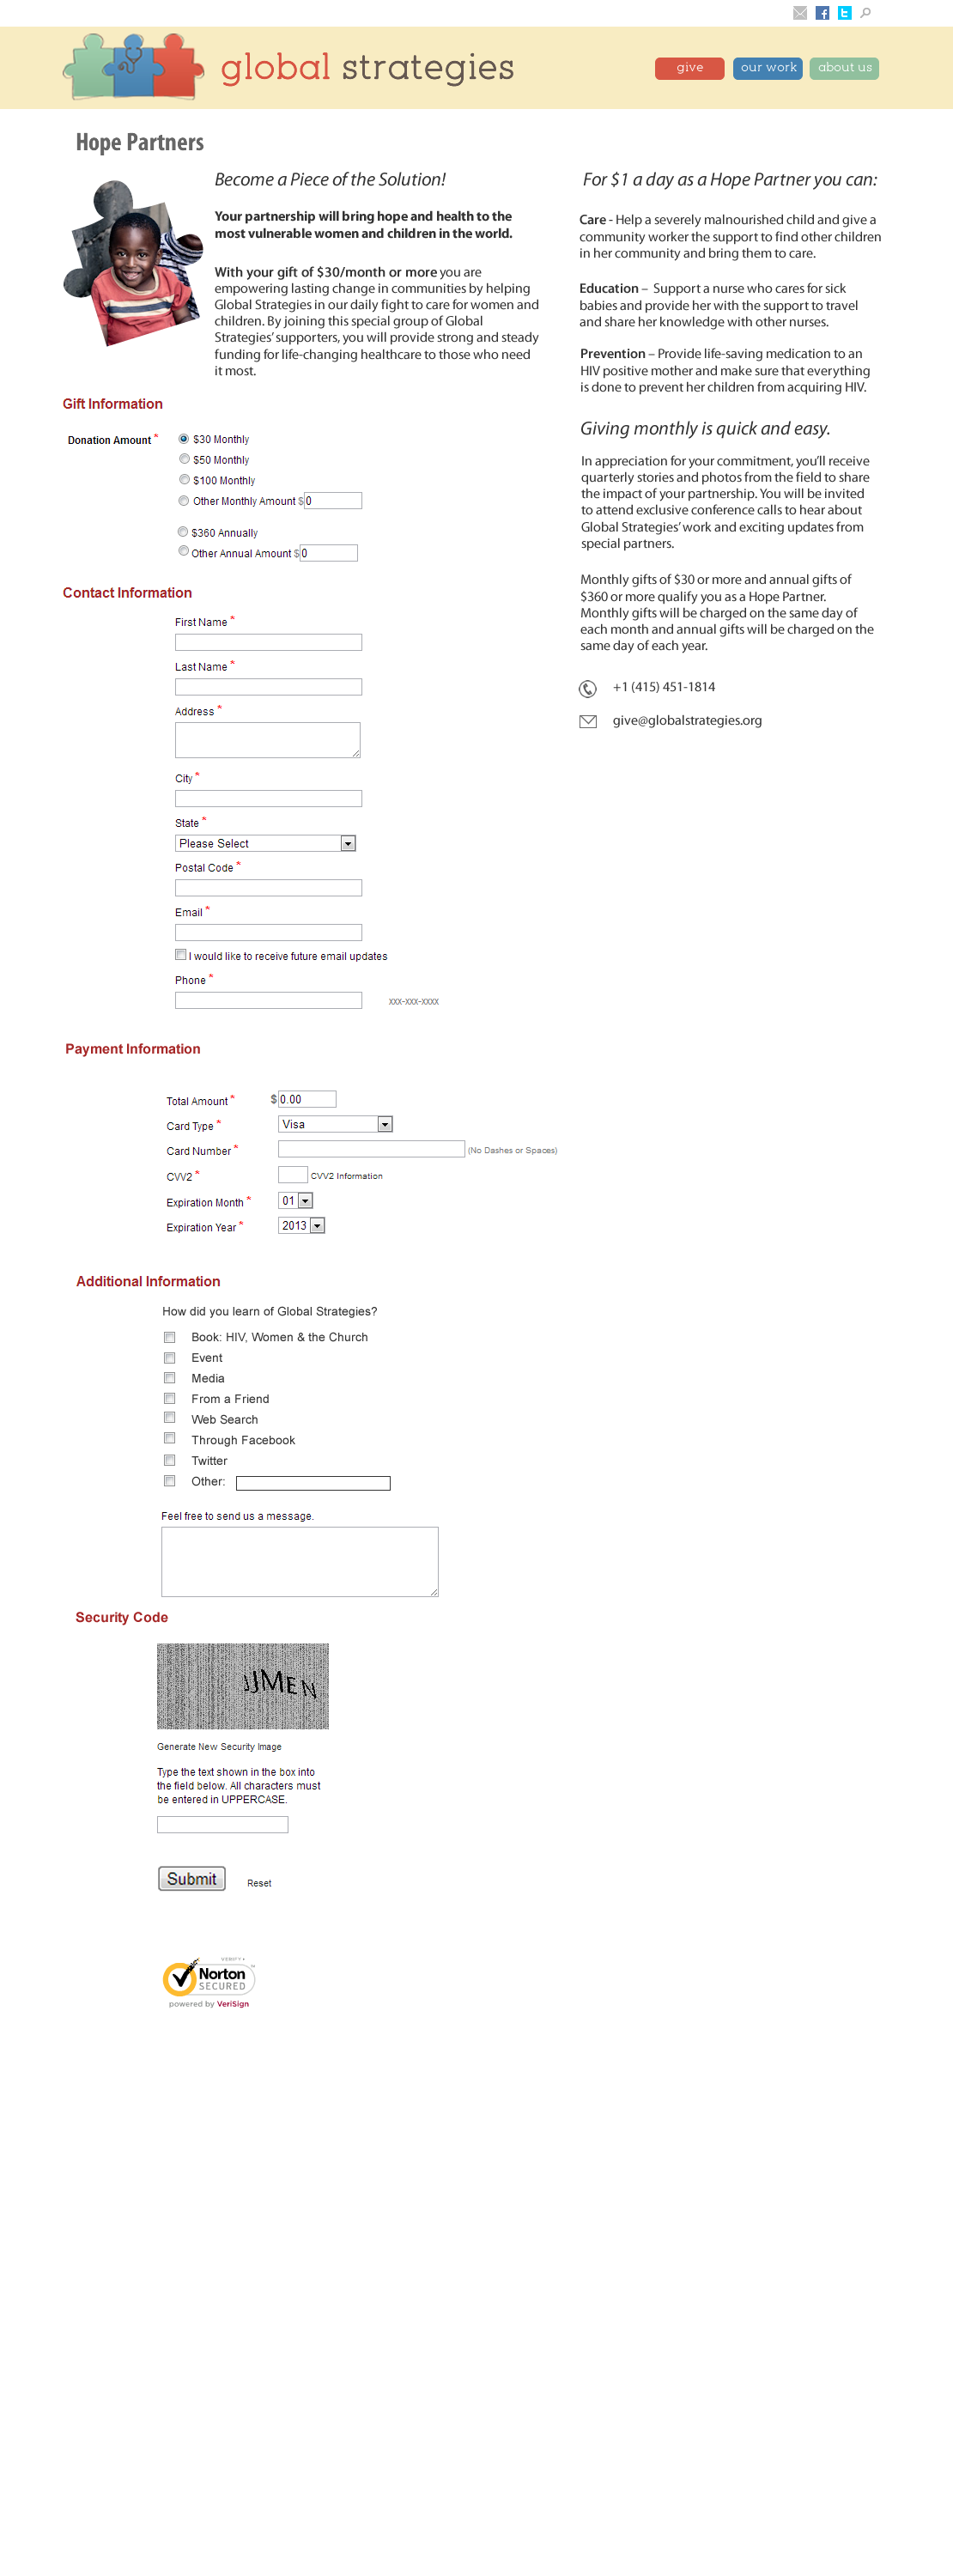 global strategies
give
our work
about us
Hope Partners
Become a Piece of the Solution!
Your partnership will bring hope and health to the
most vulnerable women and children in the world.
With your gift of $30/month or more you are
empowering lasting change in communities by helping
Global Strategies in our daily fight to care for women and
children. By joining this special group of Global
Strategies' supporters, you will provide strong and steady
funding for life-changing healthcare to those who need
it most.
For $1 a day as a Hope Partner you can:
Care - Help a severely malnourished child and give a
community worker the support to find other children
in her community and bring them to care.
Education – Support a nurse who cares for sick
babies and provide her with the support to travel
and share her knowledge with other nurses.
Prevention – Provide life-saving medication to an
HIV positive mother and make sure that everything
is done to prevent her children from acquiring HIV.
Giving monthly is quick and easy.
In appreciation for your commitment, you'll receive
quarterly stories and photos from the field to share
the impact of your partnership. You will be invited
to attend exclusive conference calls to hear about
Global Strategies' work and exciting updates from
special partners.
Monthly gifts of $30 or more and annual gifts of
$360 or more qualify you as a Hope Partner.
Monthly gifts will be charged on the same day of
each month and annual gifts will be charged on the
same day of each year.
+1 (415) 451-1814
give@globalstrategies.org
Gift Information
Donation Amount *
$30 Monthly
$50 Monthly
$100 Monthly
Other Monthly Amount $ 0
$360 Annually
Other Annual Amount $ 0
Contact Information
First Name *
Last Name *
Address *
City *
State *
Please Select
Postal Code *
Email *
I would like to receive future email updates
Phone *
xxx-xxx-xxxx
Payment Information
Total Amount * $ 0.00
Card Type * Visa
Card Number * (No Dashes or Spaces)
CVV2 * CVV2 Information
Expiration Month * 01
Expiration Year * 2013
Additional Information
How did you learn of Global Strategies?
Book: HIV, Women & the Church
Event
Media
From a Friend
Web Search
Through Facebook
Twitter
Other:
Feel free to send us a message.
Security Code
JJMEN
Generate New Security Image
Type the text shown in the box into
the field below. All characters must
be entered in UPPERCASE.
Submit
Reset
VERIFY
Norton
SECURED
powered by VeriSign